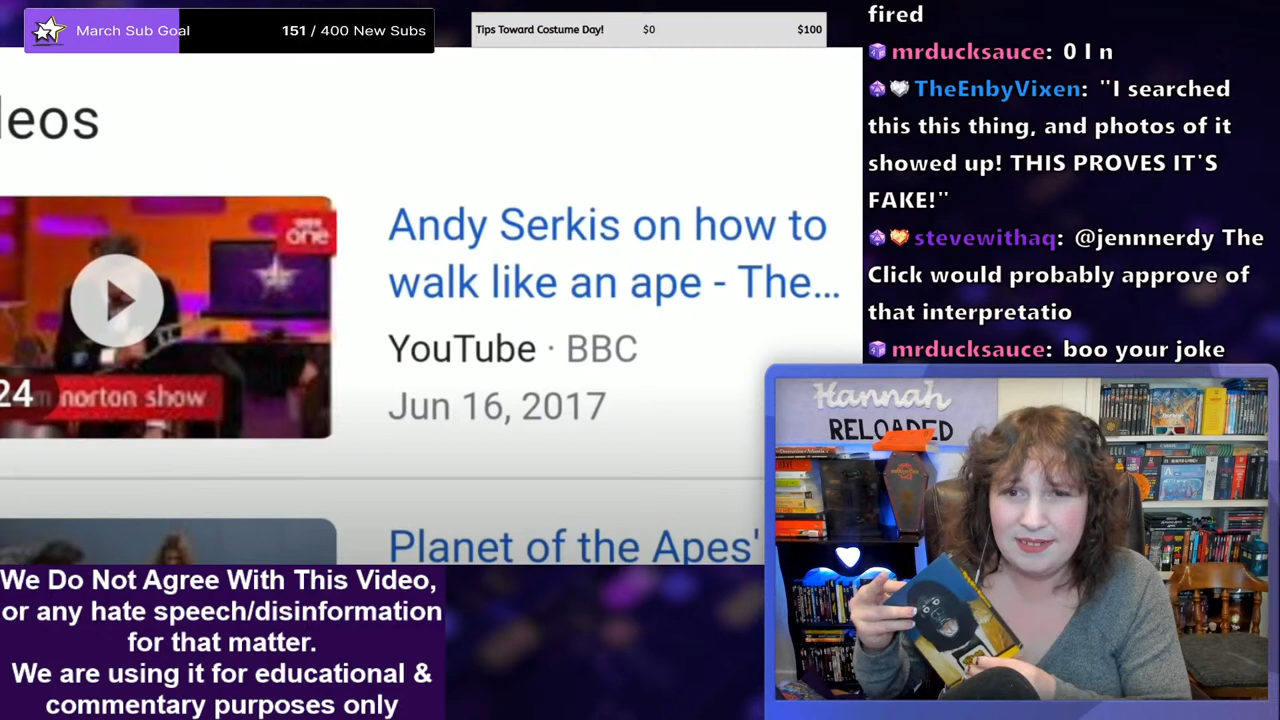 March Sub Goal
151 / 400 New Subs
Tips Toward Costume Day!
$0
$100
leos
one
24
norton show
Andy Serkis on how to
walk like an ape - The...
YouTube · BBC
Jun 16, 2017
Planet of the Apes'
We Do Not Agree With This Video,
or any hate speech/disinformation
for that matter.
We are using it for educational &
commentary purposes only
fired
mrducksauce: 0 I n
TheEnbyVixen: "I searched
this this thing, and photos of it
showed up! THIS PROVES IT'S
FAKE!"
stevewithaq: @jennnerdy The
Click would probably approve of
that interpretatio
mrducksauce: boo your joke
Hannah
RELOADED